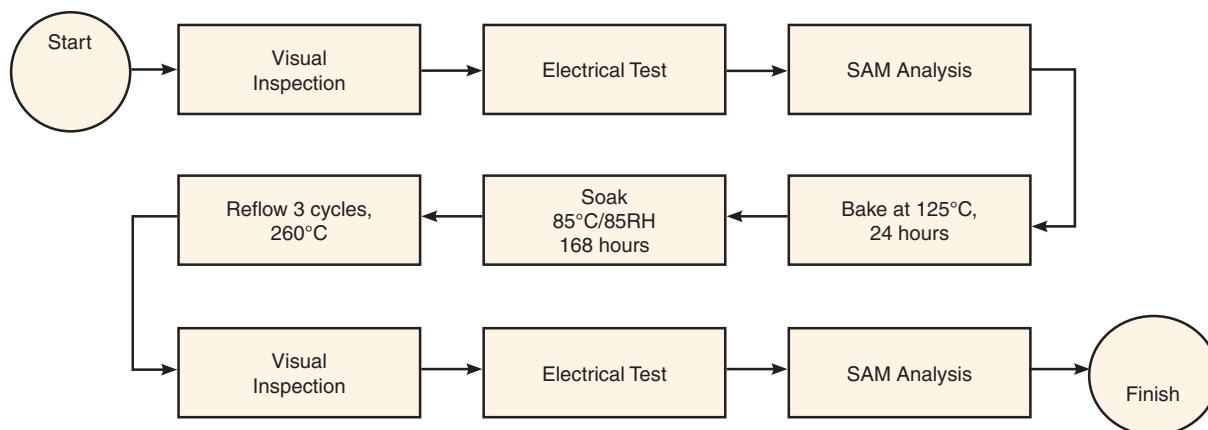 Start
Visual
Inspection
Electrical Test
SAM Analysis
Bake at 125°C,
24 hours
Soak
85°C/85RH
168 hours
Reflow 3 cycles,
260°C
Visual
Inspection
Electrical Test
SAM Analysis
Finish